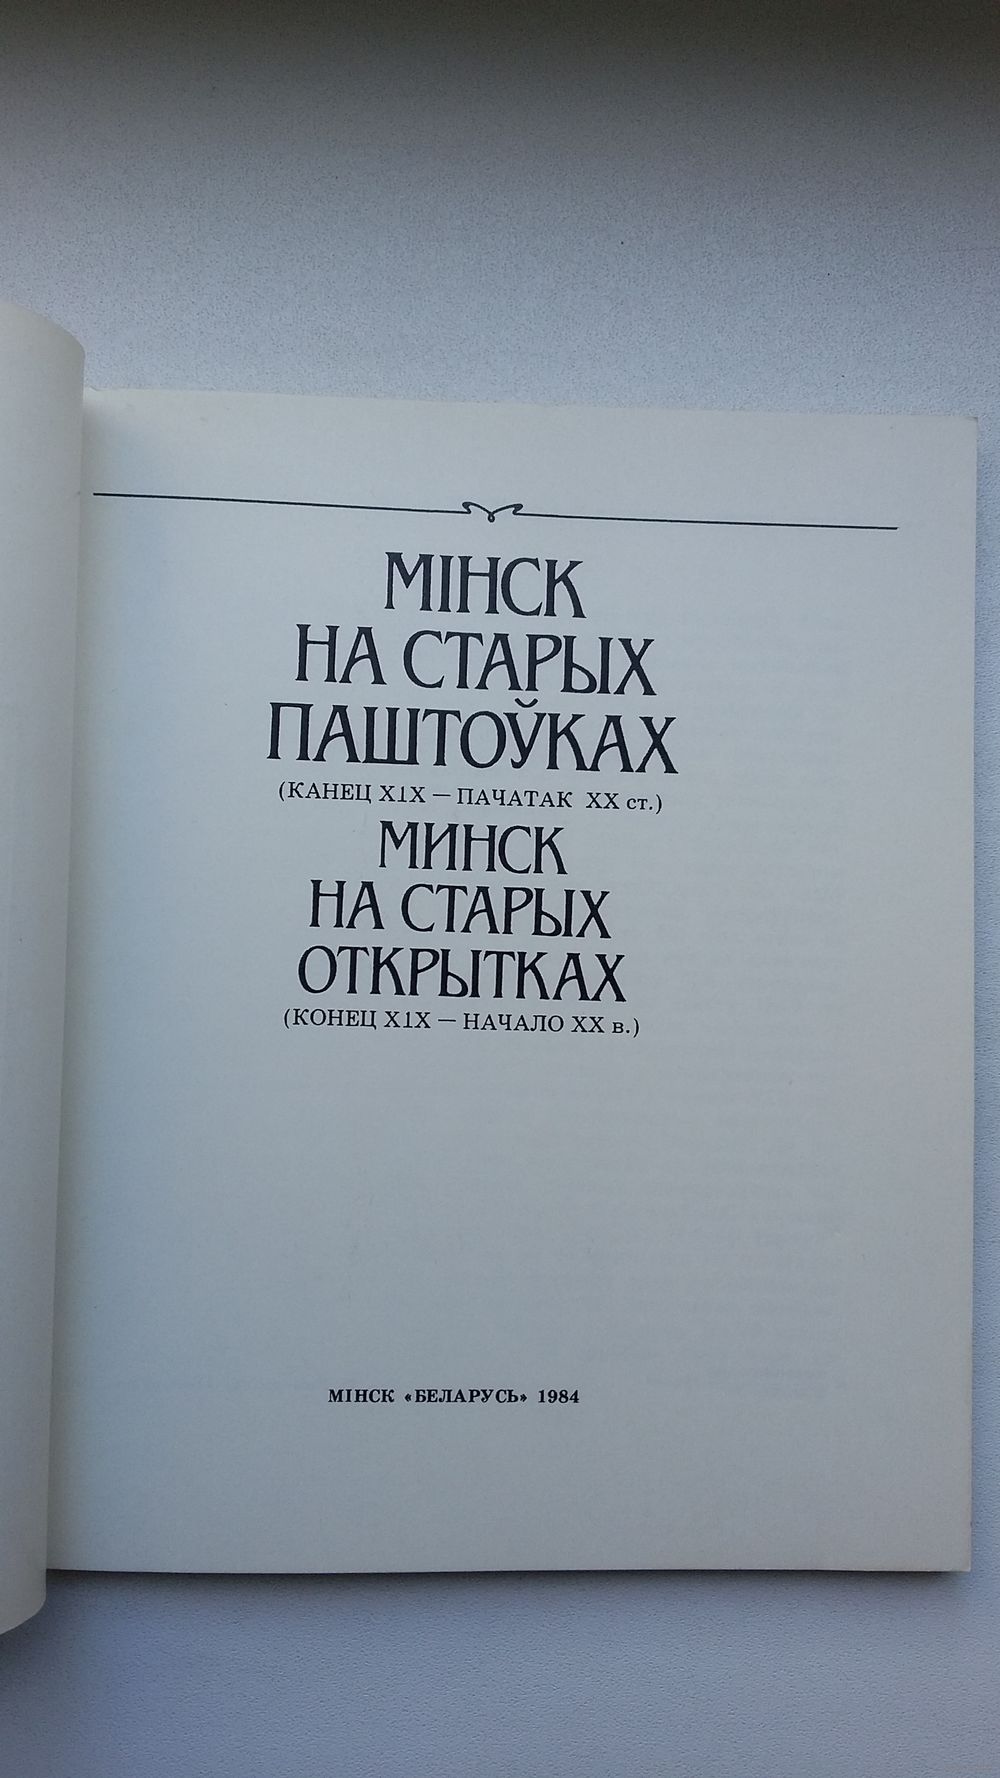 МІНСК
НА СТАРЫХ
ПАШТОЎКАХ
(КАНЕЦ XIX — ПАЧАТАК XX ст.)
МИНСК
НА СТАРЫХ
ОТКРЫТКАХ
(КОНЕЦ XIX — НАЧАЛО XX в.)
МІНСК «БЕЛАРУСЬ» 1984